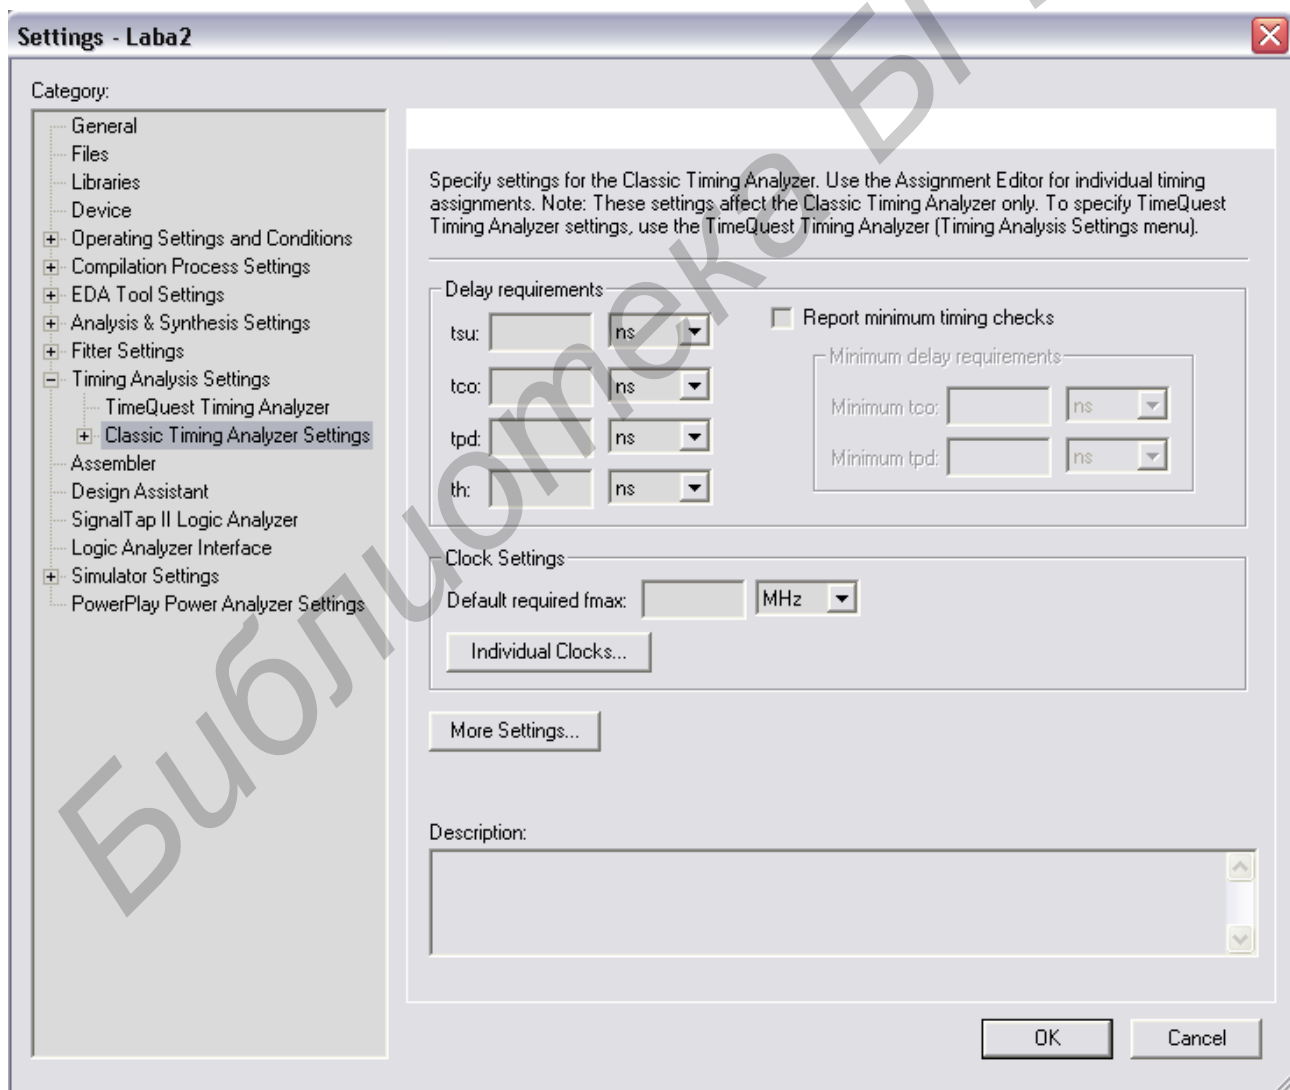 Settings - Laba2
Category:
General
Files
Libraries
Device
Operating Settings and Conditions
Compilation Process Settings
EDA Tool Settings
Analysis & Synthesis Settings
Fitter Settings
Timing Analysis Settings
TimeQuest Timing Analyzer
Classic Timing Analyzer Settings
Assembler
Design Assistant
SignalTap II Logic Analyzer
Logic Analyzer Interface
Simulator Settings
PowerPlay Power Analyzer Settings
Specify settings for the Classic Timing Analyzer. Use the Assignment Editor for individual timing
assignments. Note: These settings affect the Classic Timing Analyzer only. To specify TimeQuest
Timing Analyzer settings, use the TimeQuest Timing Analyzer (Timing Analysis Settings menu).
Delay requirements
tsu: ns
tco: ns
tpd: ns
th: ns
Report minimum timing checks
Minimum delay requirements
Minimum tco: ns
Minimum tpd: ns
Clock Settings
Default required fmax: MHz
Individual Clocks...
More Settings...
Description:
OK Cancel
Библиотека